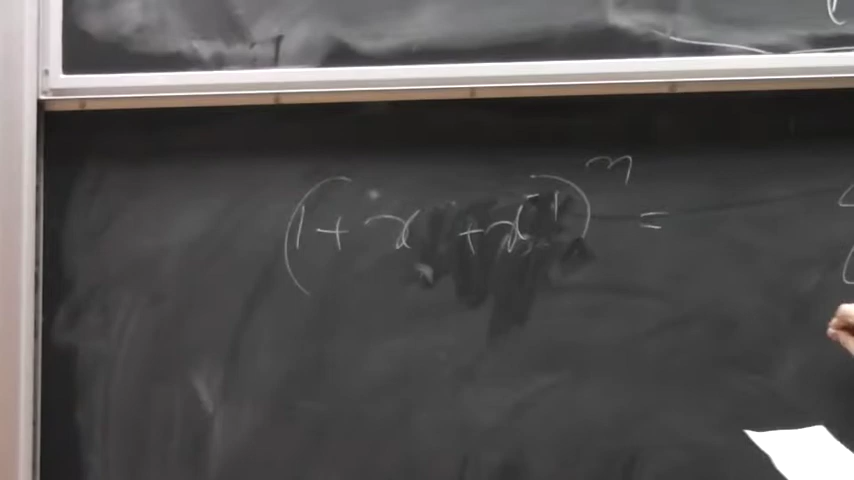 (1 + x + x⁻¹)ⁿ =